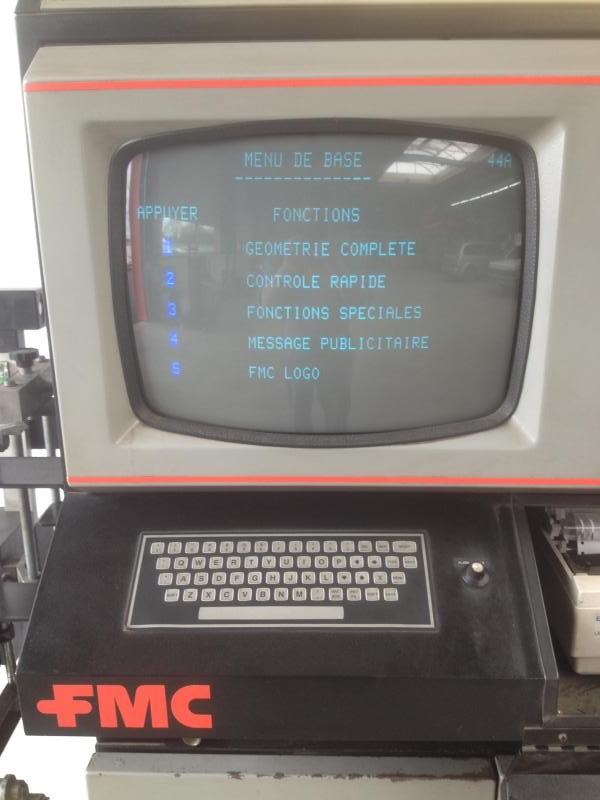 MENU DE BASE 44A
APPUYER FONCTIONS
1 GEOMETRIE COMPLETE
2 CONTROLE RAPIDE
3 FONCTIONS SPECIALES
4 MESSAGE PUBLICITAIRE
5 FMC LOGO
Q W E R T Y U I O P
A S D F G H J K L
Z X C V B N M
FMC